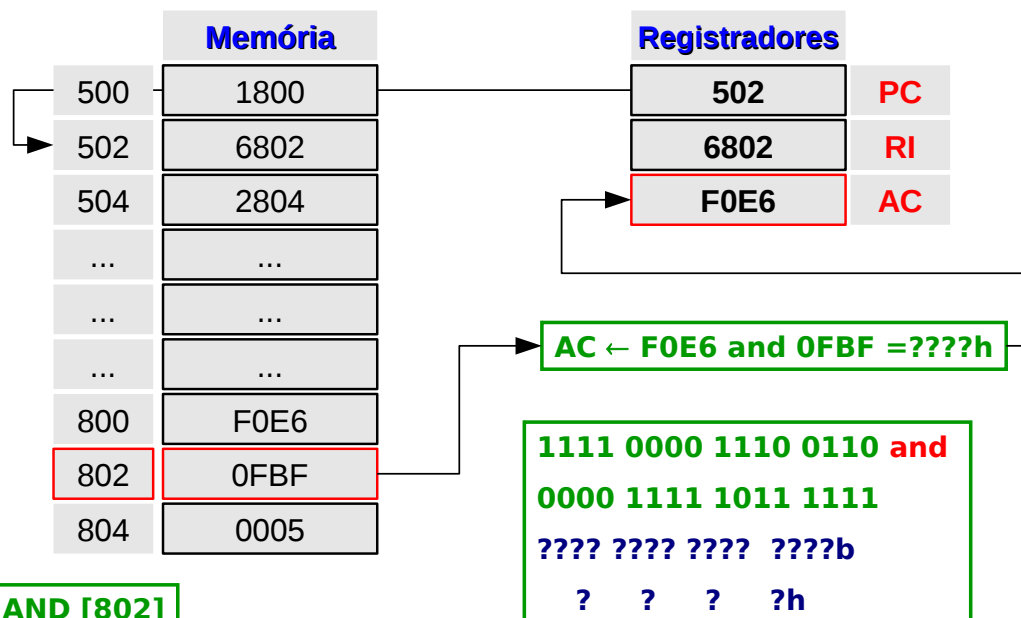 Memória Registradores
500 1800 502 PC
502 6802 6802 RI
504 2804 F0E6 AC
... ...
... ...
... ...
AC ← F0E6 and 0FBF =????h
800 F0E6
802 0FBF
804 0005
1111 0000 1110 0110 and
0000 1111 1011 1111
???? ???? ???? ????b
? ? ? ?h
AND [802]